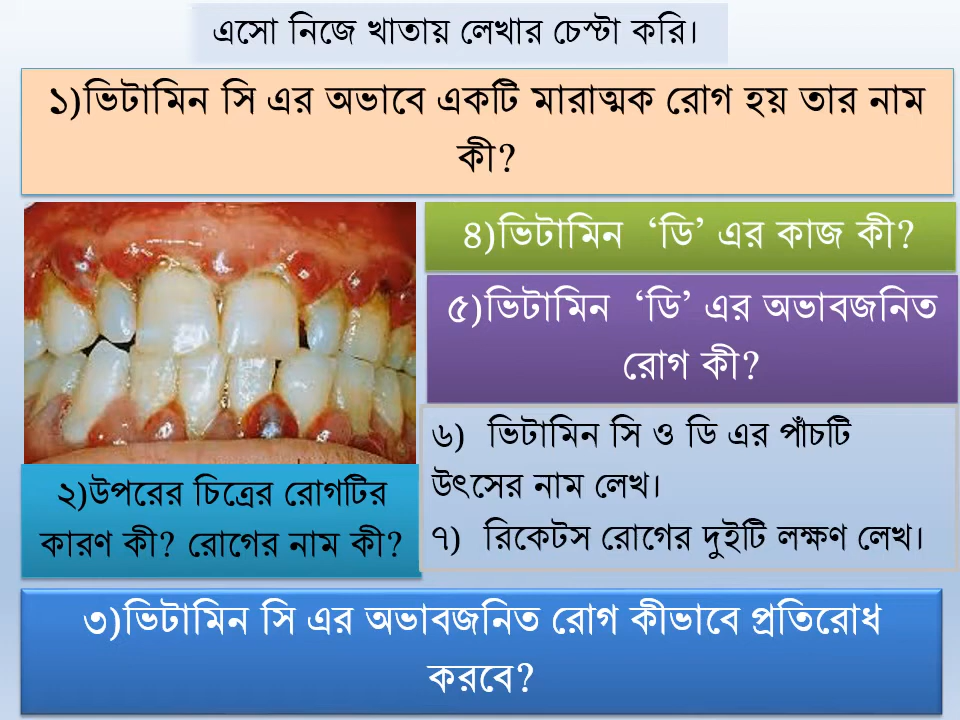 এসো নিজে খাতায় লেখার চেস্টা করি।
১)ভিটামিন সি এর অভাবে একটি মারাত্মক রোগ হয় তার নাম
কী?
২)উপরের চিত্রের রোগটির
কারণ কী? রোগের নাম কী?
৪)ভিটামিন ‘ডি’ এর কাজ কী?
৫)ভিটামিন ‘ডি’ এর অভাবজনিত
রোগ কী?
৬) ভিটামিন সি ও ডি এর পাঁচটি
উৎসের নাম লেখ।
৭) রিকেটস রোগের দুইটি লক্ষণ লেখ।
৩)ভিটামিন সি এর অভাবজনিত রোগ কীভাবে প্রতিরোধ
করবে?